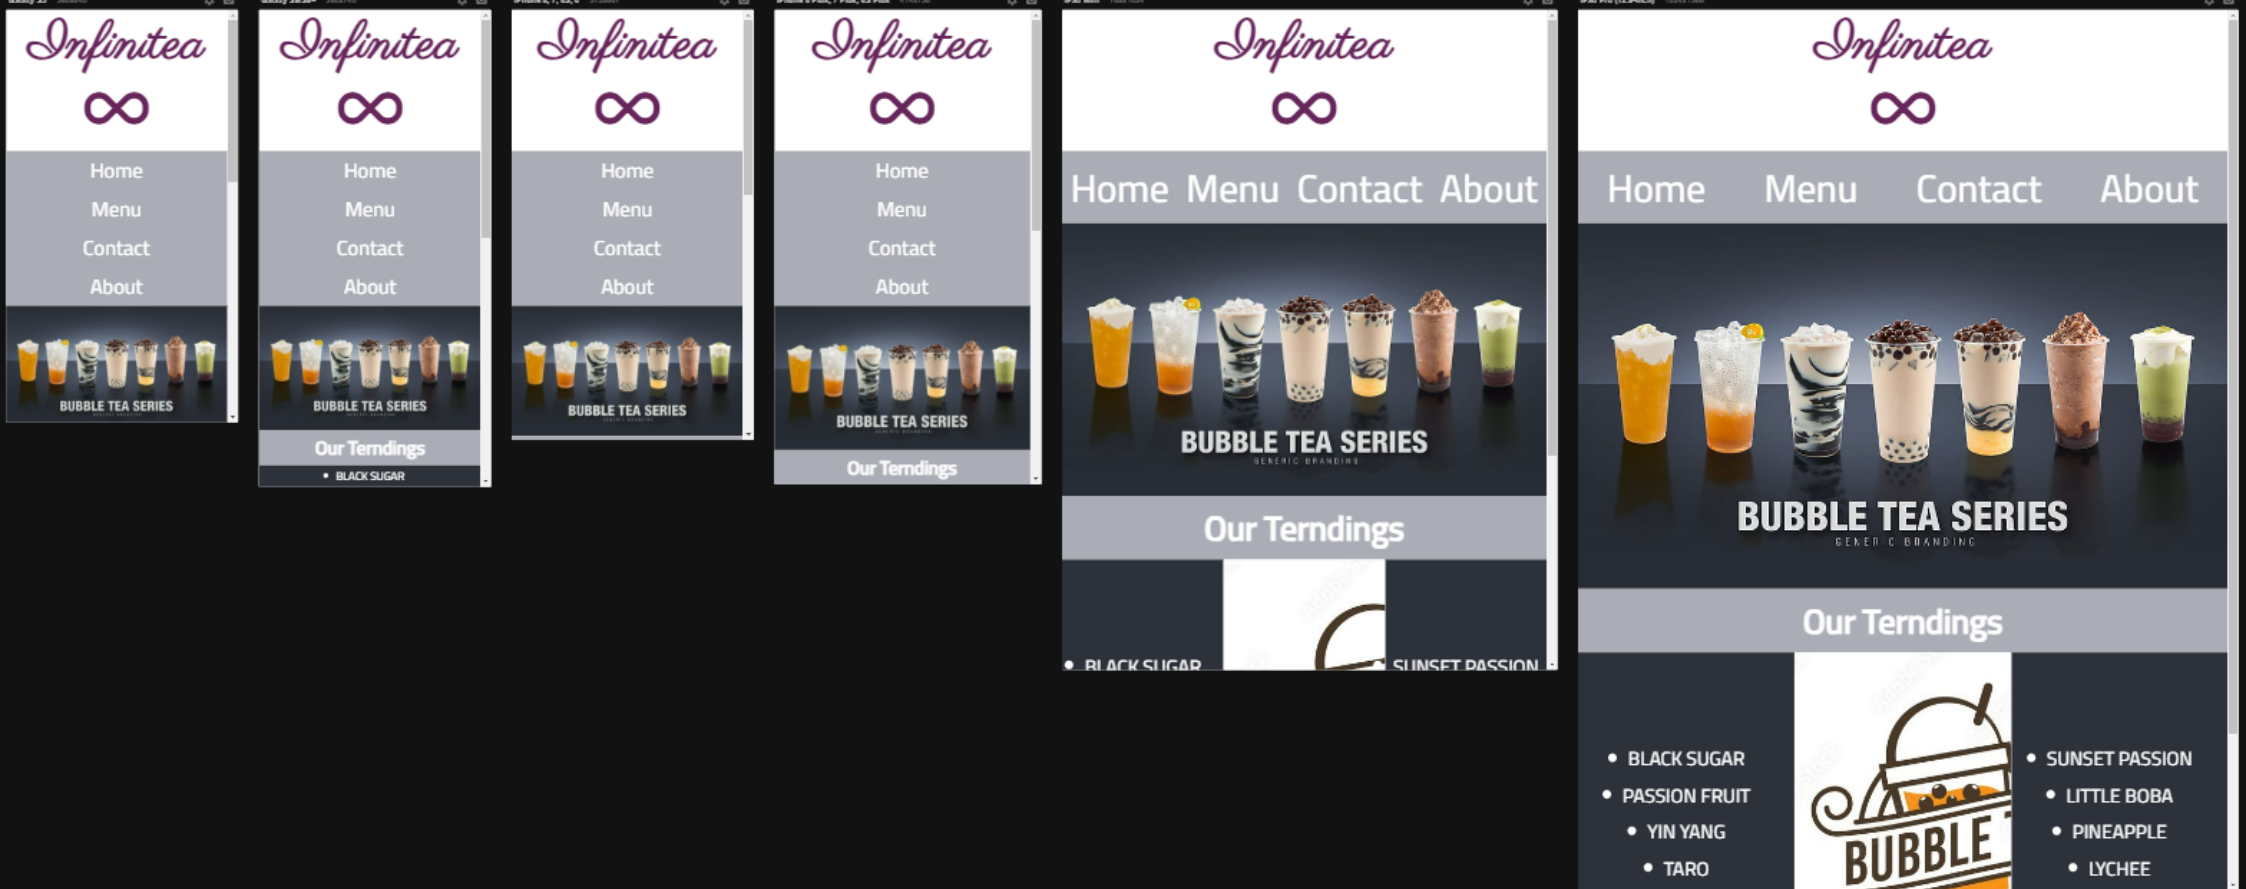 Infinitea
Home
Menu
Contact
About
BUBBLE TEA SERIES
Infinitea
Home
Menu
Contact
About
BUBBLE TEA SERIES
Our Terndings
• BLACK SUGAR
Infinitea
Home
Menu
Contact
About
BUBBLE TEA SERIES
Infinitea
Home
Menu
Contact
About
BUBBLE TEA SERIES
Our Terndings
Infinitea
Home Menu Contact About
BUBBLE TEA SERIES
GENERIC BRANDING
Our Terndings
• BLACK SUGAR
• SUNSET PASSION
Infinitea
Home Menu Contact About
BUBBLE TEA SERIES
GENERIC BRANDING
Our Terndings
• BLACK SUGAR
• PASSION FRUIT
• YIN YANG
• TARO
BUBBLE
• SUNSET PASSION
• LITTLE BOBA
• PINEAPPLE
• LYCHEE